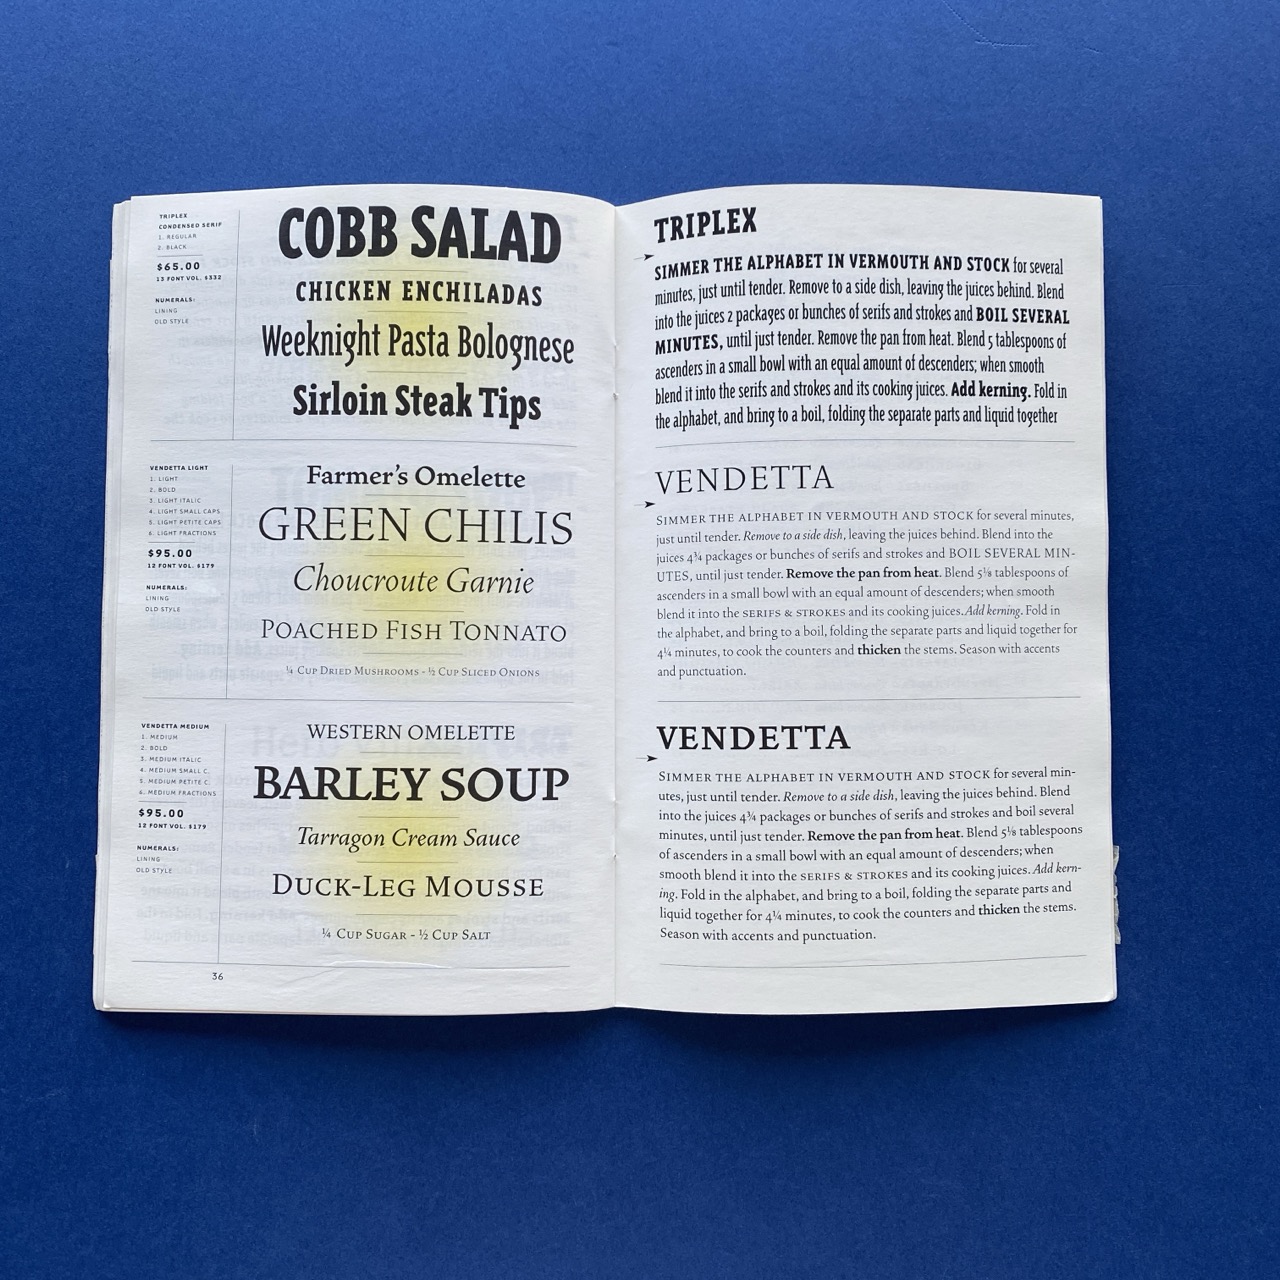 TRIPLEX
CONDENSED SERIF
1. REGULAR
2. BLACK
$65.00
13 FONT VOL. $332
NUMERALS:
LINING
OLD STYLE
COBB SALAD
CHICKEN ENCHILADAS
Weeknight Pasta Bolognese
Sirloin Steak Tips
VENDETTA LIGHT
1. LIGHT
2. BOLD
3. LIGHT ITALIC
4. LIGHT SMALL CAPS
5. LIGHT PETITE CAPS
6. LIGHT FRACTIONS
$95.00
12 FONT VOL. $179
NUMERALS:
LINING
OLD STYLE
Farmer's Omelette
GREEN CHILIS
Choucroute Garnie
POACHED FISH TONNATO
¼ CUP DRIED MUSHROOMS - ½ CUP SLICED ONIONS
VENDETTA MEDIUM
1. MEDIUM
2. BOLD
3. MEDIUM ITALIC
4. MEDIUM SMALL C.
5. MEDIUM PETITE C.
6. MEDIUM FRACTIONS
$95.00
12 FONT VOL. $179
NUMERALS:
LINING
OLD STYLE
WESTERN OMELETTE
BARLEY SOUP
Tarragon Cream Sauce
DUCK-LEG MOUSSE
¼ CUP SUGAR - ½ CUP SALT
36
TRIPLEX
SIMMER THE ALPHABET IN VERMOUTH AND STOCK for several
minutes, just until tender. Remove to a side dish, leaving the juices behind. Blend
into the juices 2 packages or bunches of serifs and strokes and BOIL SEVERAL
MINUTES, until just tender. Remove the pan from heat. Blend 5 tablespoons of
ascenders in a small bowl with an equal amount of descenders; when smooth
blend it into the serifs and strokes and its cooking juices. Add kerning. Fold in
the alphabet, and bring to a boil, folding the separate parts and liquid together
VENDETTA
SIMMER THE ALPHABET IN VERMOUTH AND STOCK for several minutes,
just until tender. Remove to a side dish, leaving the juices behind. Blend into the
juices 4¾ packages or bunches of serifs and strokes and BOIL SEVERAL MIN-
UTES, until just tender. Remove the pan from heat. Blend 5⅛ tablespoons of
ascenders in a small bowl with an equal amount of descenders; when smooth
blend it into the SERIFS & STROKES and its cooking juices. Add kerning. Fold in
the alphabet, and bring to a boil, folding the separate parts and liquid together for
4¼ minutes, to cook the counters and thicken the stems. Season with accents
and punctuation.
VENDETTA
SIMMER THE ALPHABET IN VERMOUTH AND STOCK for several min-
utes, just until tender. Remove to a side dish, leaving the juices behind. Blend
into the juices 4¾ packages or bunches of serifs and strokes and boil several
minutes, until just tender. Remove the pan from heat. Blend 5⅛ tablespoons
of ascenders in a small bowl with an equal amount of descenders; when
smooth blend it into the SERIFS & STROKES and its cooking juices. Add kern-
ing. Fold in the alphabet, and bring to a boil, folding the separate parts and
liquid together for 4¼ minutes, to cook the counters and thicken the stems.
Season with accents and punctuation.